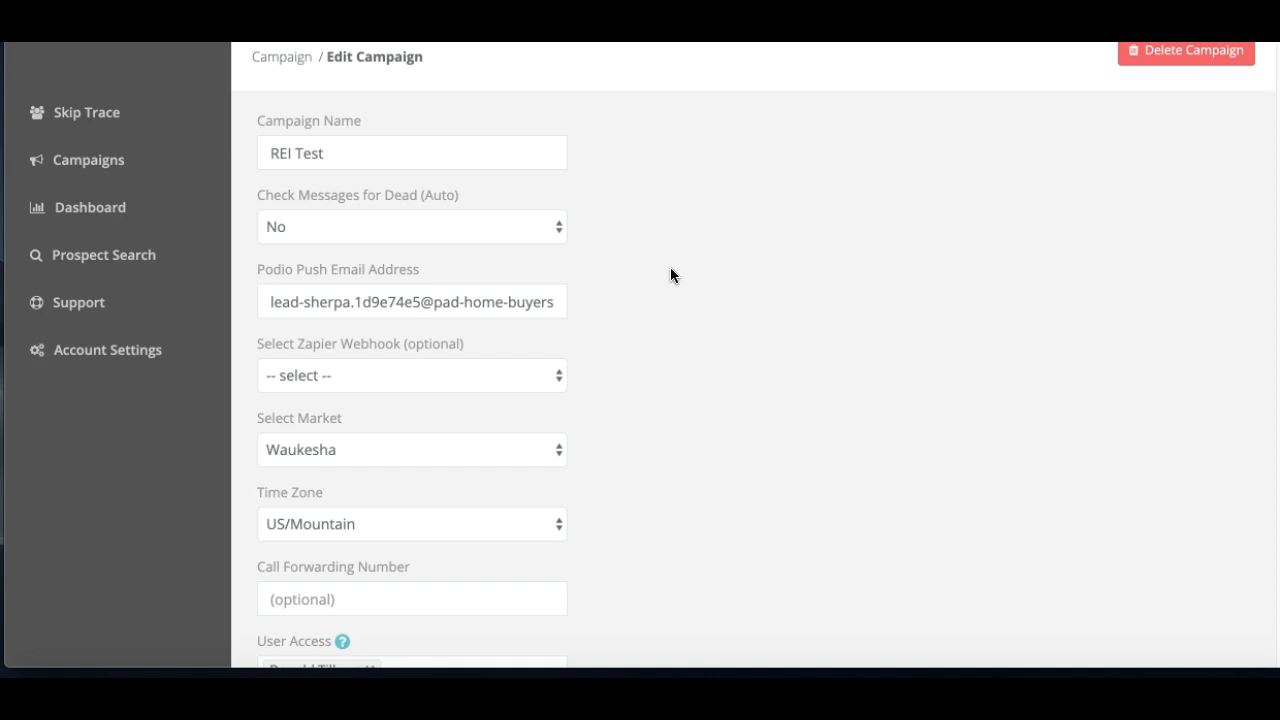 Campaign / Edit Campaign
Delete Campaign
Skip Trace
Campaigns
Dashboard
Prospect Search
Support
Account Settings
Campaign Name
REI Test
Check Messages for Dead (Auto)
No
Podio Push Email Address
lead-sherpa.1d9e74e5@pad-home-buyers
Select Zapier Webhook (optional)
-- select --
Select Market
Waukesha
Time Zone
US/Mountain
Call Forwarding Number
(optional)
User Access ?